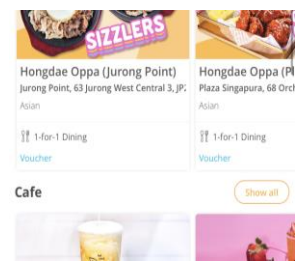 SIZZLERS
Hongdae Oppa (Jurong Point)
Jurong Point, 63 Jurong West Central 3, JP2
Asian
1-for-1 Dining
Voucher
Hongdae Oppa (Pl
Plaza Singapura, 68 Orch
Asian
1-for-1 Dining
Voucher
Cafe
Show all